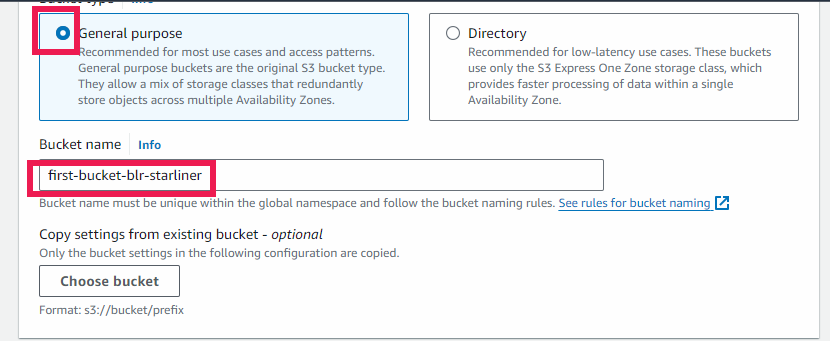 Bucket type Info
General purpose
Recommended for most use cases and access patterns.
General purpose buckets are the original S3 bucket type.
They allow a mix of storage classes that redundantly
store objects across multiple Availability Zones.
Directory
Recommended for low-latency use cases. These buckets
use only the S3 Express One Zone storage class, which
provides faster processing of data within a single
Availability Zone.
Bucket name Info
first-bucket-blr-starliner
Bucket name must be unique within the global namespace and follow the bucket naming rules. See rules for bucket naming
Copy settings from existing bucket - optional
Only the bucket settings in the following configuration are copied.
Choose bucket
Format: s3://bucket/prefix